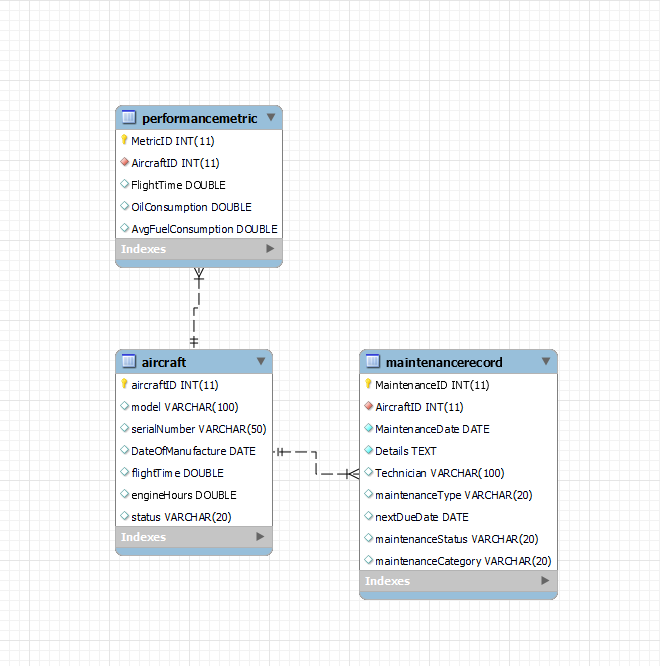 performancemetric
MetricID INT(11)
AircraftID INT(11)
FlightTime DOUBLE
OilConsumption DOUBLE
AvgFuelConsumption DOUBLE
Indexes
aircraft
aircraftID INT(11)
model VARCHAR(100)
serialNumber VARCHAR(50)
DateOfManufacture DATE
flightTime DOUBLE
engineHours DOUBLE
status VARCHAR(20)
Indexes
maintenancerecord
MaintenanceID INT(11)
AircraftID INT(11)
MaintenanceDate DATE
Details TEXT
Technician VARCHAR(100)
maintenanceType VARCHAR(20)
nextDueDate DATE
maintenanceStatus VARCHAR(20)
maintenanceCategory VARCHAR(20)
Indexes